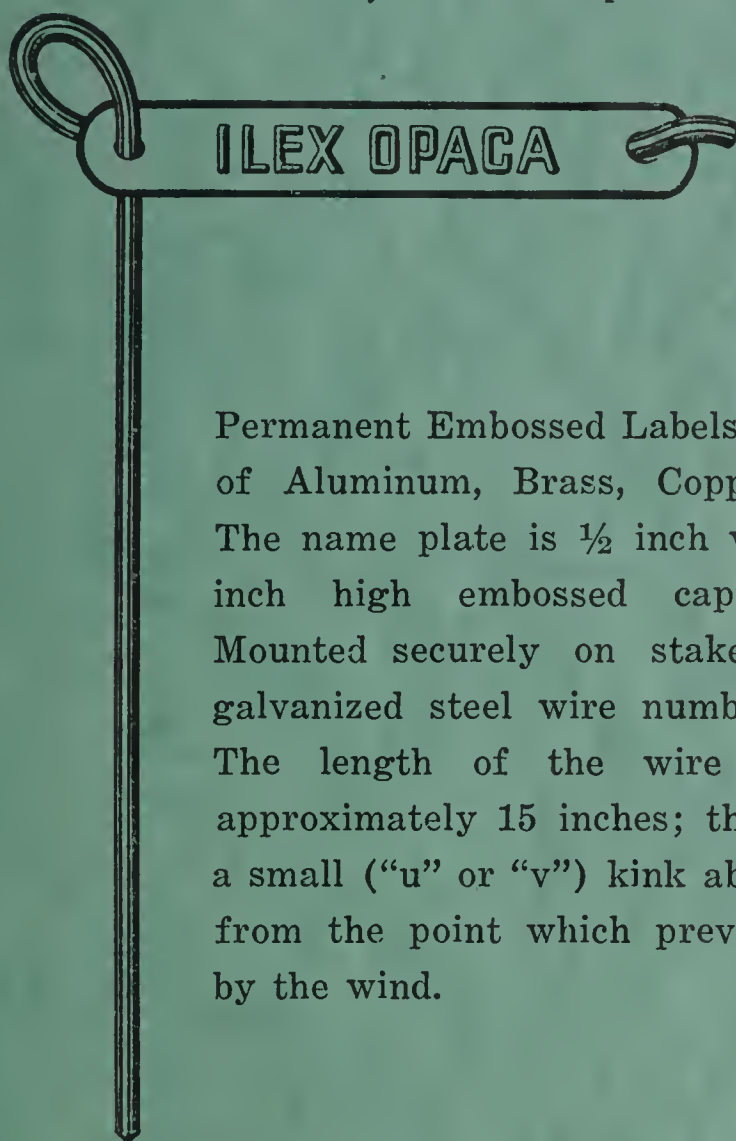 ILEX OPACA
Permanent Embossed Labels
of Aluminum, Brass, Copp
The name plate is ½ inch
inch high embossed cap
Mounted securely on stake
galvanized steel wire numb
The length of the wire
approximately 15 inches; th
a small (“u” or “v”) kink ab
from the point which prev
by the wind.